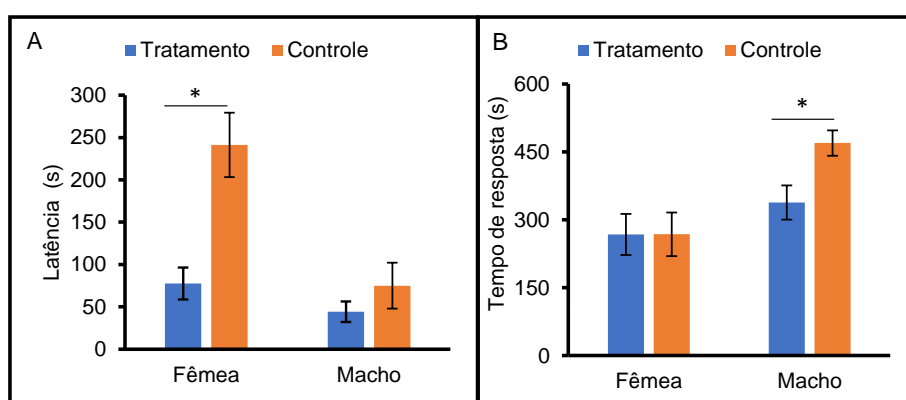 A
Tratamento Controle
Latência (s)
300
250
200
150
100
50
0
*
Fêmea Macho
B
Tratamento Controle
Tempo de resposta (s)
600
450
300
150
0
*
Fêmea Macho